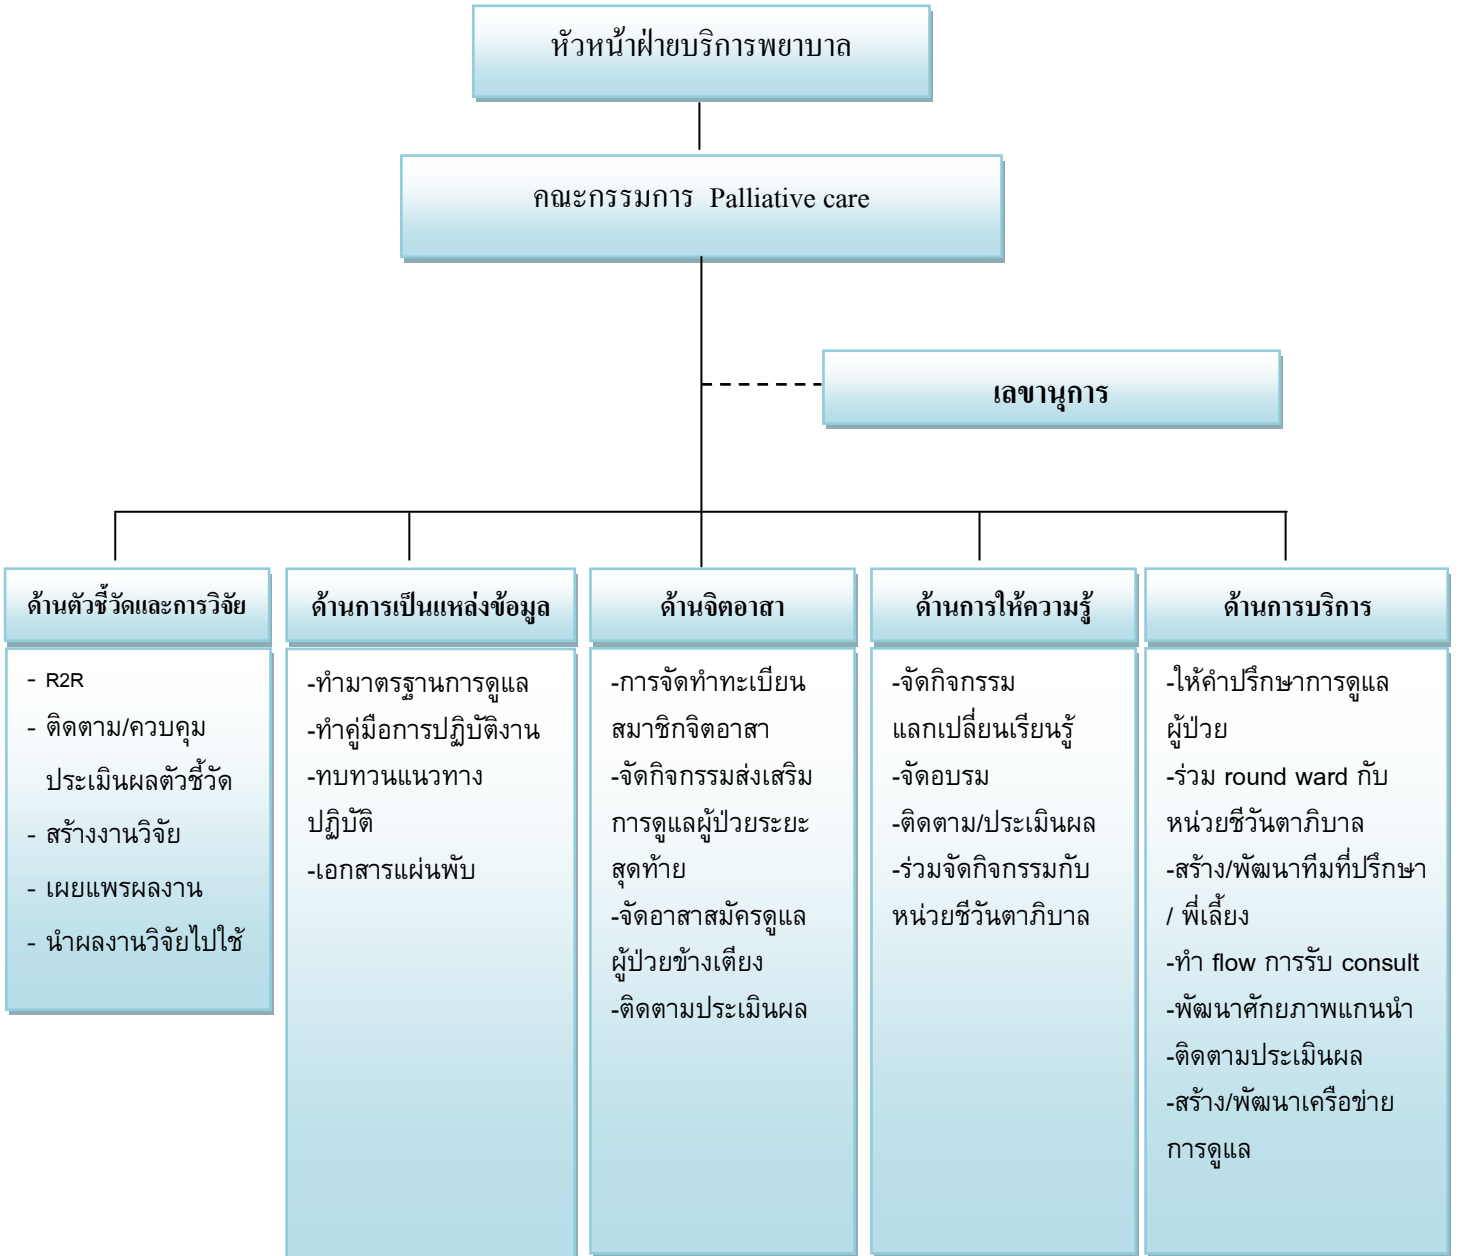 หัวหน้าฝ่ายบริการพยาบาล
คณะกรรมการ Palliative care
เลขานุการ
ด้านตัวชี้วัดและการวิจัย
- R2R
- ติดตาม/ควบคุม
ประเมินผลตัวชี้วัด
- สร้างงานวิจัย
- เผยแพรผลงาน
- นำผลงานวิจัยไปใช้
ด้านการเป็นแหล่งข้อมูล
-ทำมาตรฐานการดูแล
-ทำคู่มือการปฏิบัติงาน
-ทบทวนแนวทาง
ปฏิบัติ
-เอกสารแผ่นพับ
ด้านจิตอาสา
-การจัดทำทะเบียน
สมาชิกจิตอาสา
-จัดกิจกรรมส่งเสริม
การดูแลผู้ป่วยระยะ
สุดท้าย
-จัดอาสาสมัครดูแล
ผู้ป่วยข้างเตียง
-ติดตามประเมินผล
ด้านการให้ความรู้
-จัดกิจกรรม
แลกเปลี่ยนเรียนรู้
-จัดอบรม
-ติดตาม/ประเมินผล
-ร่วมจัดกิจกรรมกับ
หน่วยชีวันตาภิบาล
ด้านการบริการ
-ให้คำปรึกษาการดูแล
ผู้ป่วย
-ร่วม round ward กับ
หน่วยชีวันตาภิบาล
-สร้าง/พัฒนาทีมที่ปรึกษา
/ พี่เลี้ยง
-ทำ flow การรับ consult
-พัฒนาศักยภาพแกนนำ
-ติดตามประเมินผล
-สร้าง/พัฒนาเครือข่าย
การดูแล